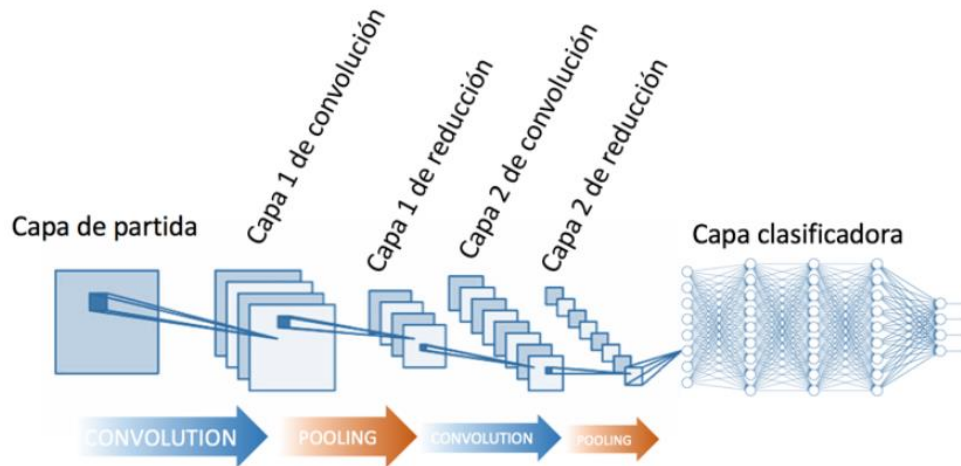 Capa de partida
Capa 1 de convolución
Capa 1 de reducción
Capa 2 de convolución
Capa 2 de reducción
Capa clasificadora
CONVOLUTION
POOLING
CONVOLUTION
POOLING